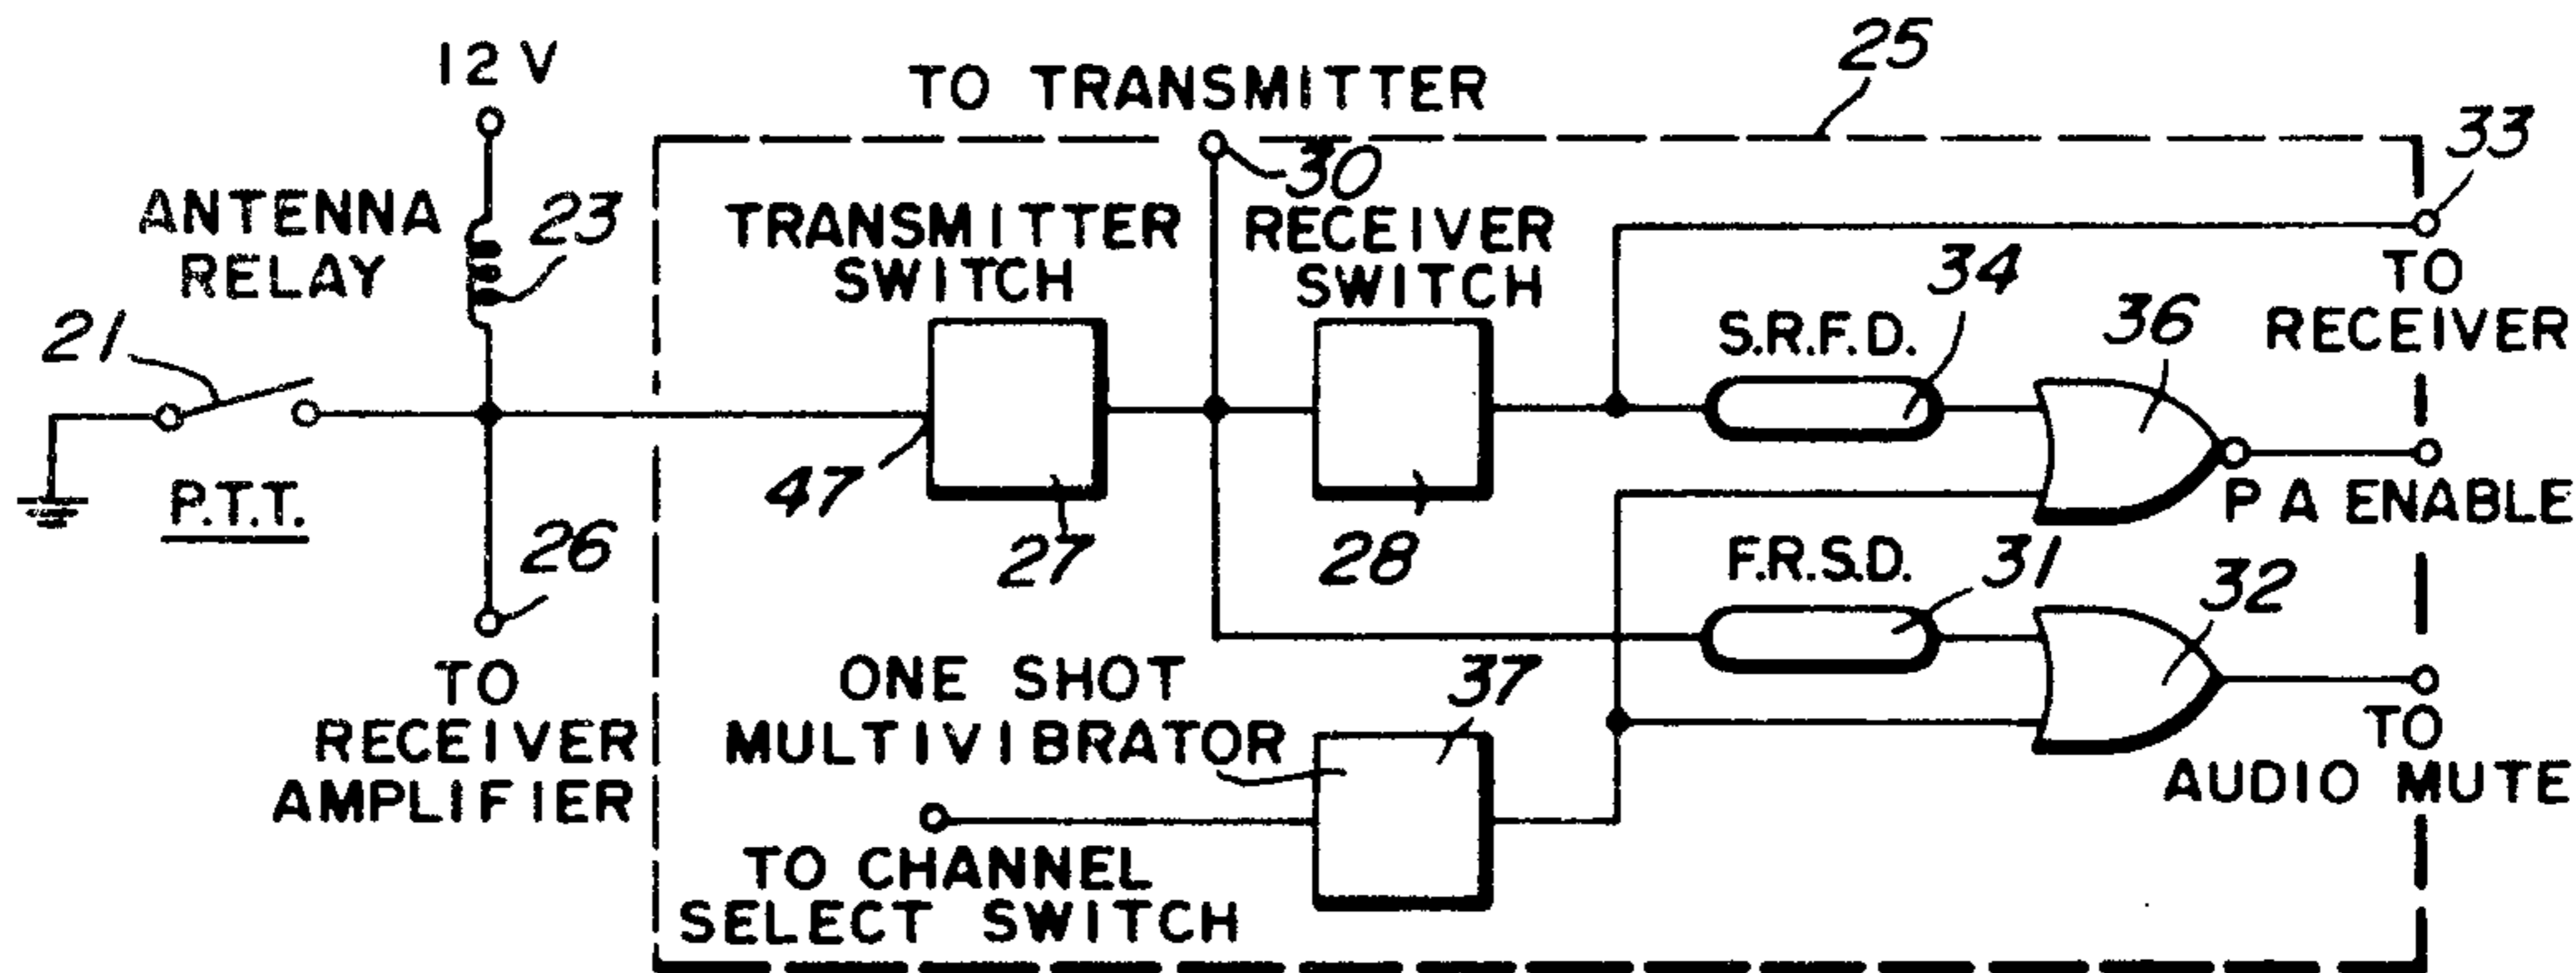 12 V
TO TRANSMITTER
25
33
30
ANTENNA
RELAY
23
TRANSMITTER
SWITCH
RECEIVER
SWITCH
34
TO
RECEIVER
21
S.R.F.D.
36
P.T.T.
47
27
28
P A ENABLE
26
F.R.S.D.
31
32
TO
RECEIVER
AMPLIFIER
ONE SHOT
MULTIVIBRATOR
37
TO
AUDIO MUTE
TO CHANNEL
SELECT SWITCH